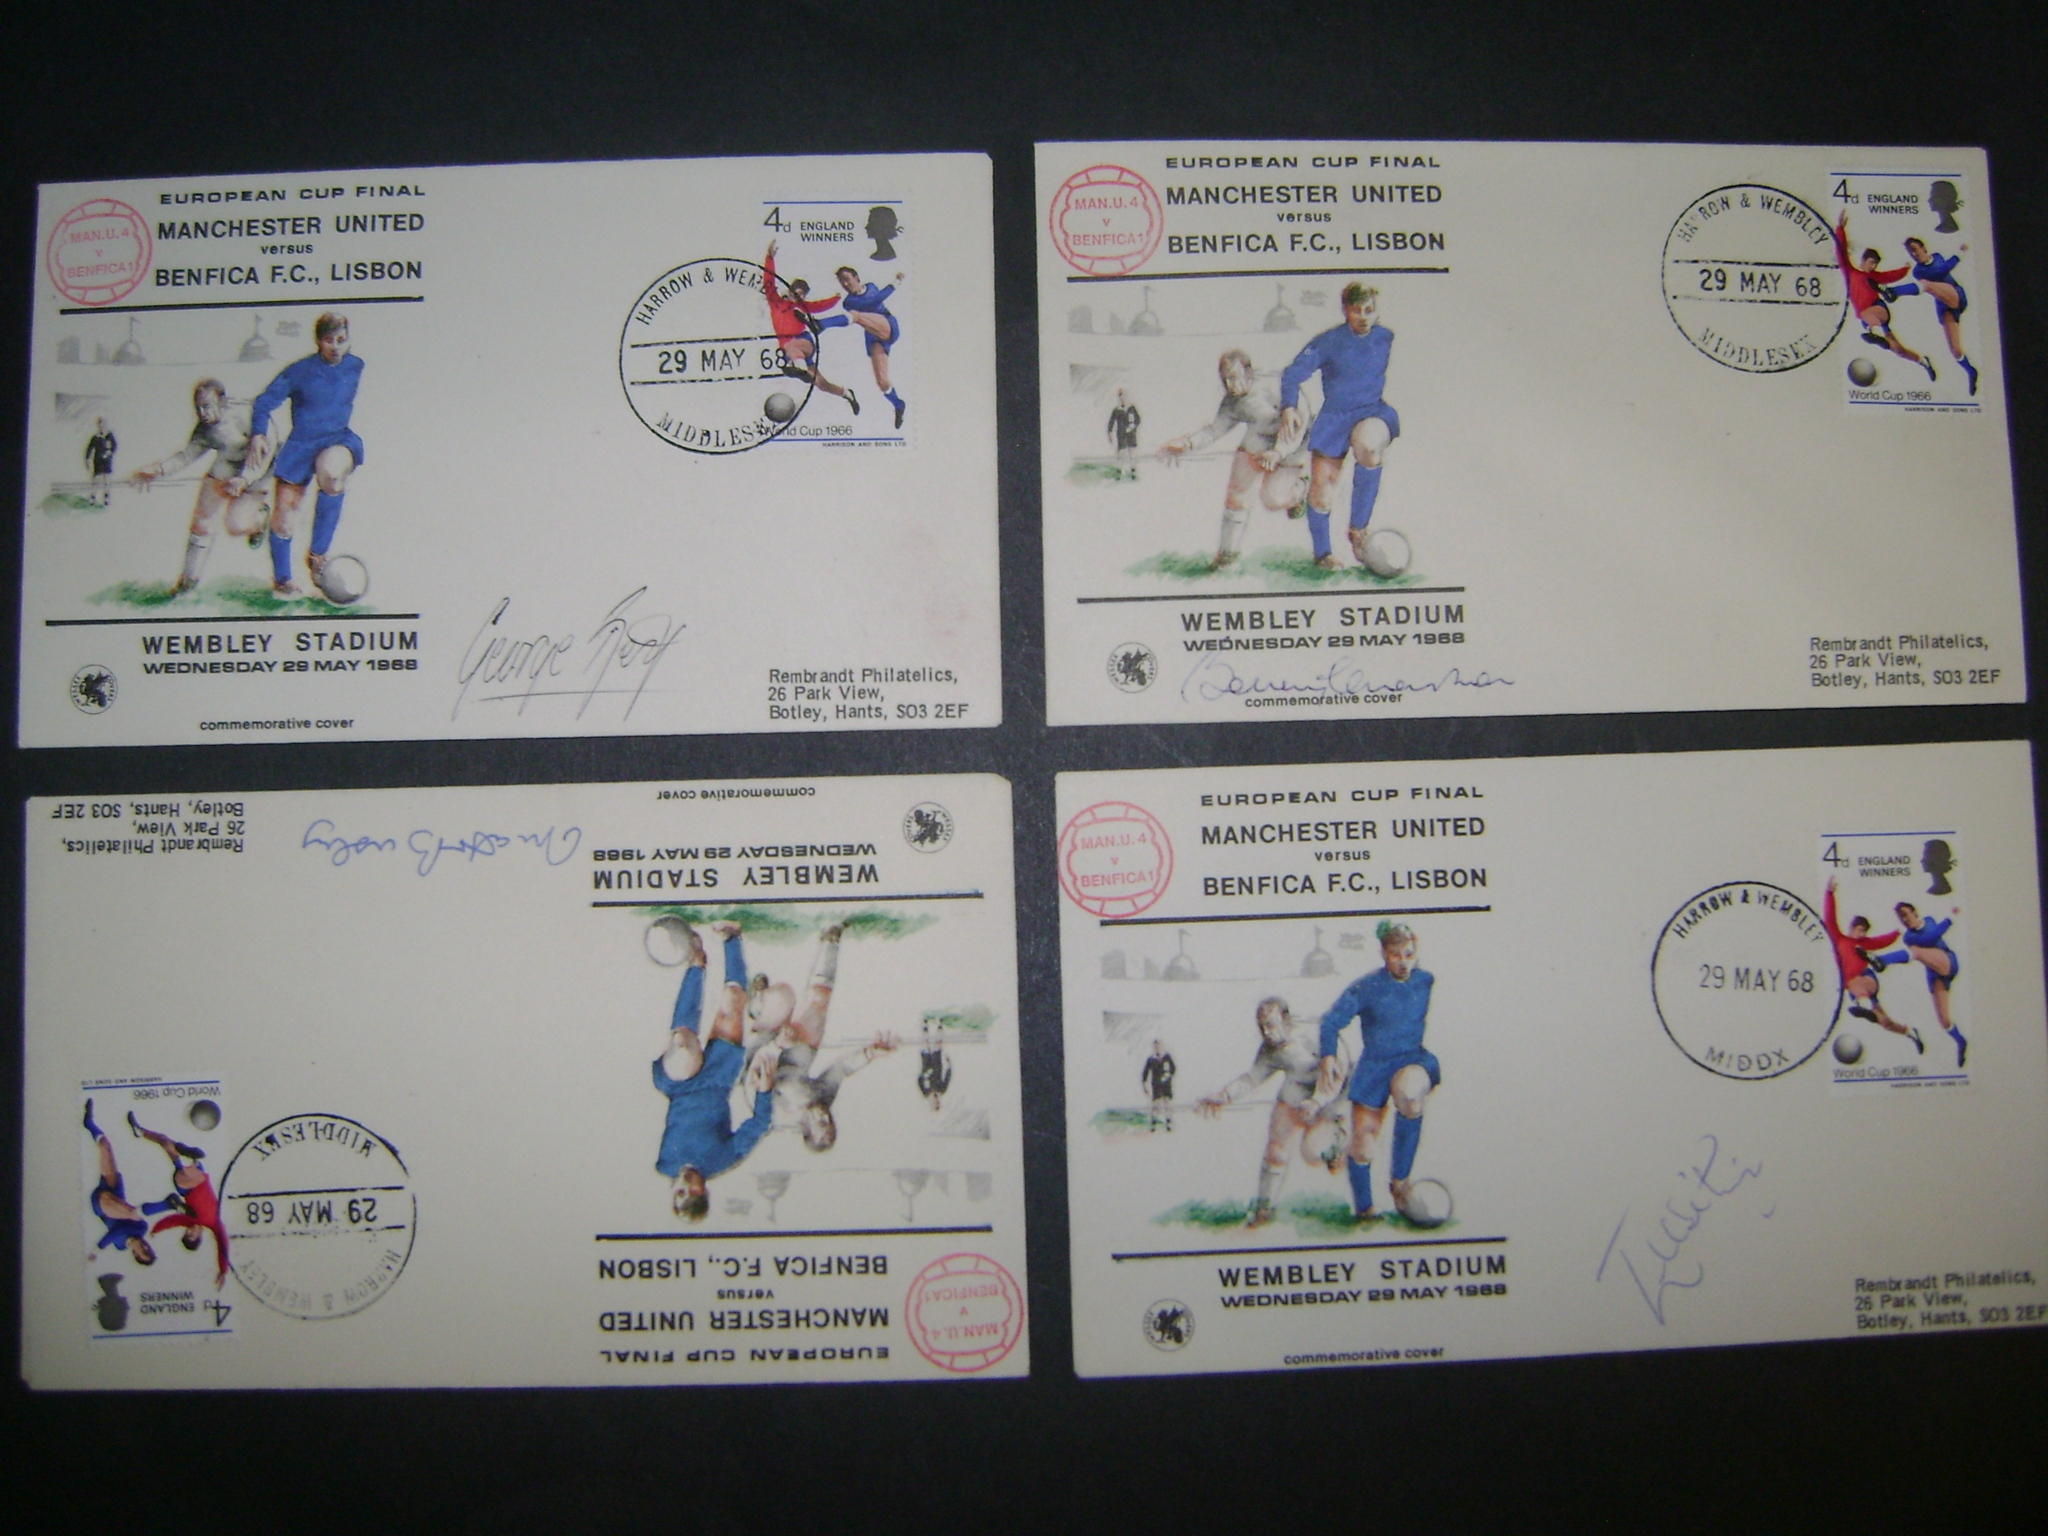 MAN.U.4
v
BENFICA1
EUROPEAN CUP FINAL
MANCHESTER UNITED
versus
BENFICA F.C., LISBON
WEMBLEY STADIUM
WEDNESDAY 29 MAY 1968
commemorative cover
George Best
HARROW & WEMB
29 MAY 68
MIDDLESEX
4d ENGLAND
WINNERS
World Cup 1966
HARRISON AND SONS LTD
Rembrandt Philatelics,
26 Park View,
Botley, Hants, SO3 2EF
MAN.U.4
v
BENFICA1
EUROPEAN CUP FINAL
MANCHESTER UNITED
versus
BENFICA F.C., LISBON
WEMBLEY STADIUM
WEDNESDAY 29 MAY 1968
commemorative cover
HARROW & WEMBLEY
29 MAY 68
MIDDLESEX
4d ENGLAND
WINNERS
World Cup 1966
HARRISON AND SONS LTD
Rembrandt Philatelics,
26 Park View,
Botley, Hants, SO3 2EF
MAN.U.4
v
BENFICA1
EUROPEAN CUP FINAL
MANCHESTER UNITED
versus
BENFICA F.C., LISBON
WEMBLEY STADIUM
WEDNESDAY 29 MAY 1968
commemorative cover
Matt Busby
HARROW & WEMBLEY
29 MAY 68
MIDDLESEX
4d ENGLAND
WINNERS
World Cup 1966
HARRISON AND SONS LTD
Rembrandt Philatelics,
26 Park View,
Botley, Hants, SO3 2EF
MAN.U.4
v
BENFICA1
EUROPEAN CUP FINAL
MANCHESTER UNITED
versus
BENFICA F.C., LISBON
WEMBLEY STADIUM
WEDNESDAY 29 MAY 1968
commemorative cover
HARROW & WEMBLEY
29 MAY 68
MIDDX
4d ENGLAND
WINNERS
World Cup 1966
HARRISON AND SONS LTD
Rembrandt Philatelics,
26 Park View,
Botley, Hants, SO3 2EF